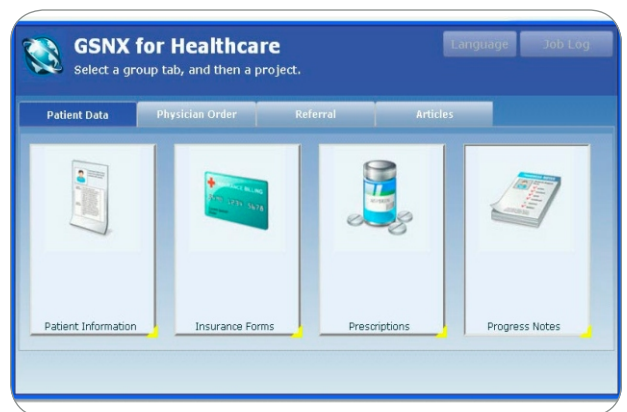 GSNX for Healthcare
Select a group tab, and then a project.
Language
Job Log
Patient Data
Physician Order
Referral
Articles
Patient Information
Insurance Forms
Prescriptions
Progress Notes